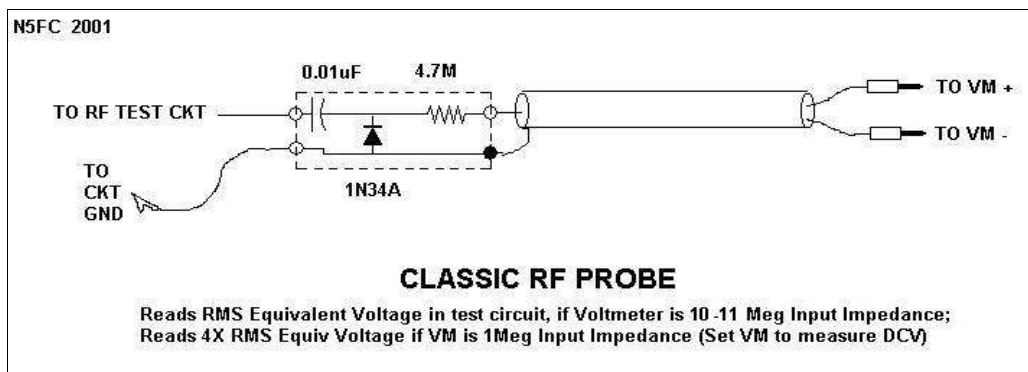 N5FC 2001
0.01uF 4.7M
TO RF TEST CKT
TO VM +
TO VM -
TO
CKT
GND
1N34A
CLASSIC RF PROBE
Reads RMS Equivalent Voltage in test circuit, if Voltmeter is 10-11 Meg Input Impedance;
Reads 4X RMS Equiv Voltage if VM is 1Meg Input Impedance (Set VM to measure DCV)